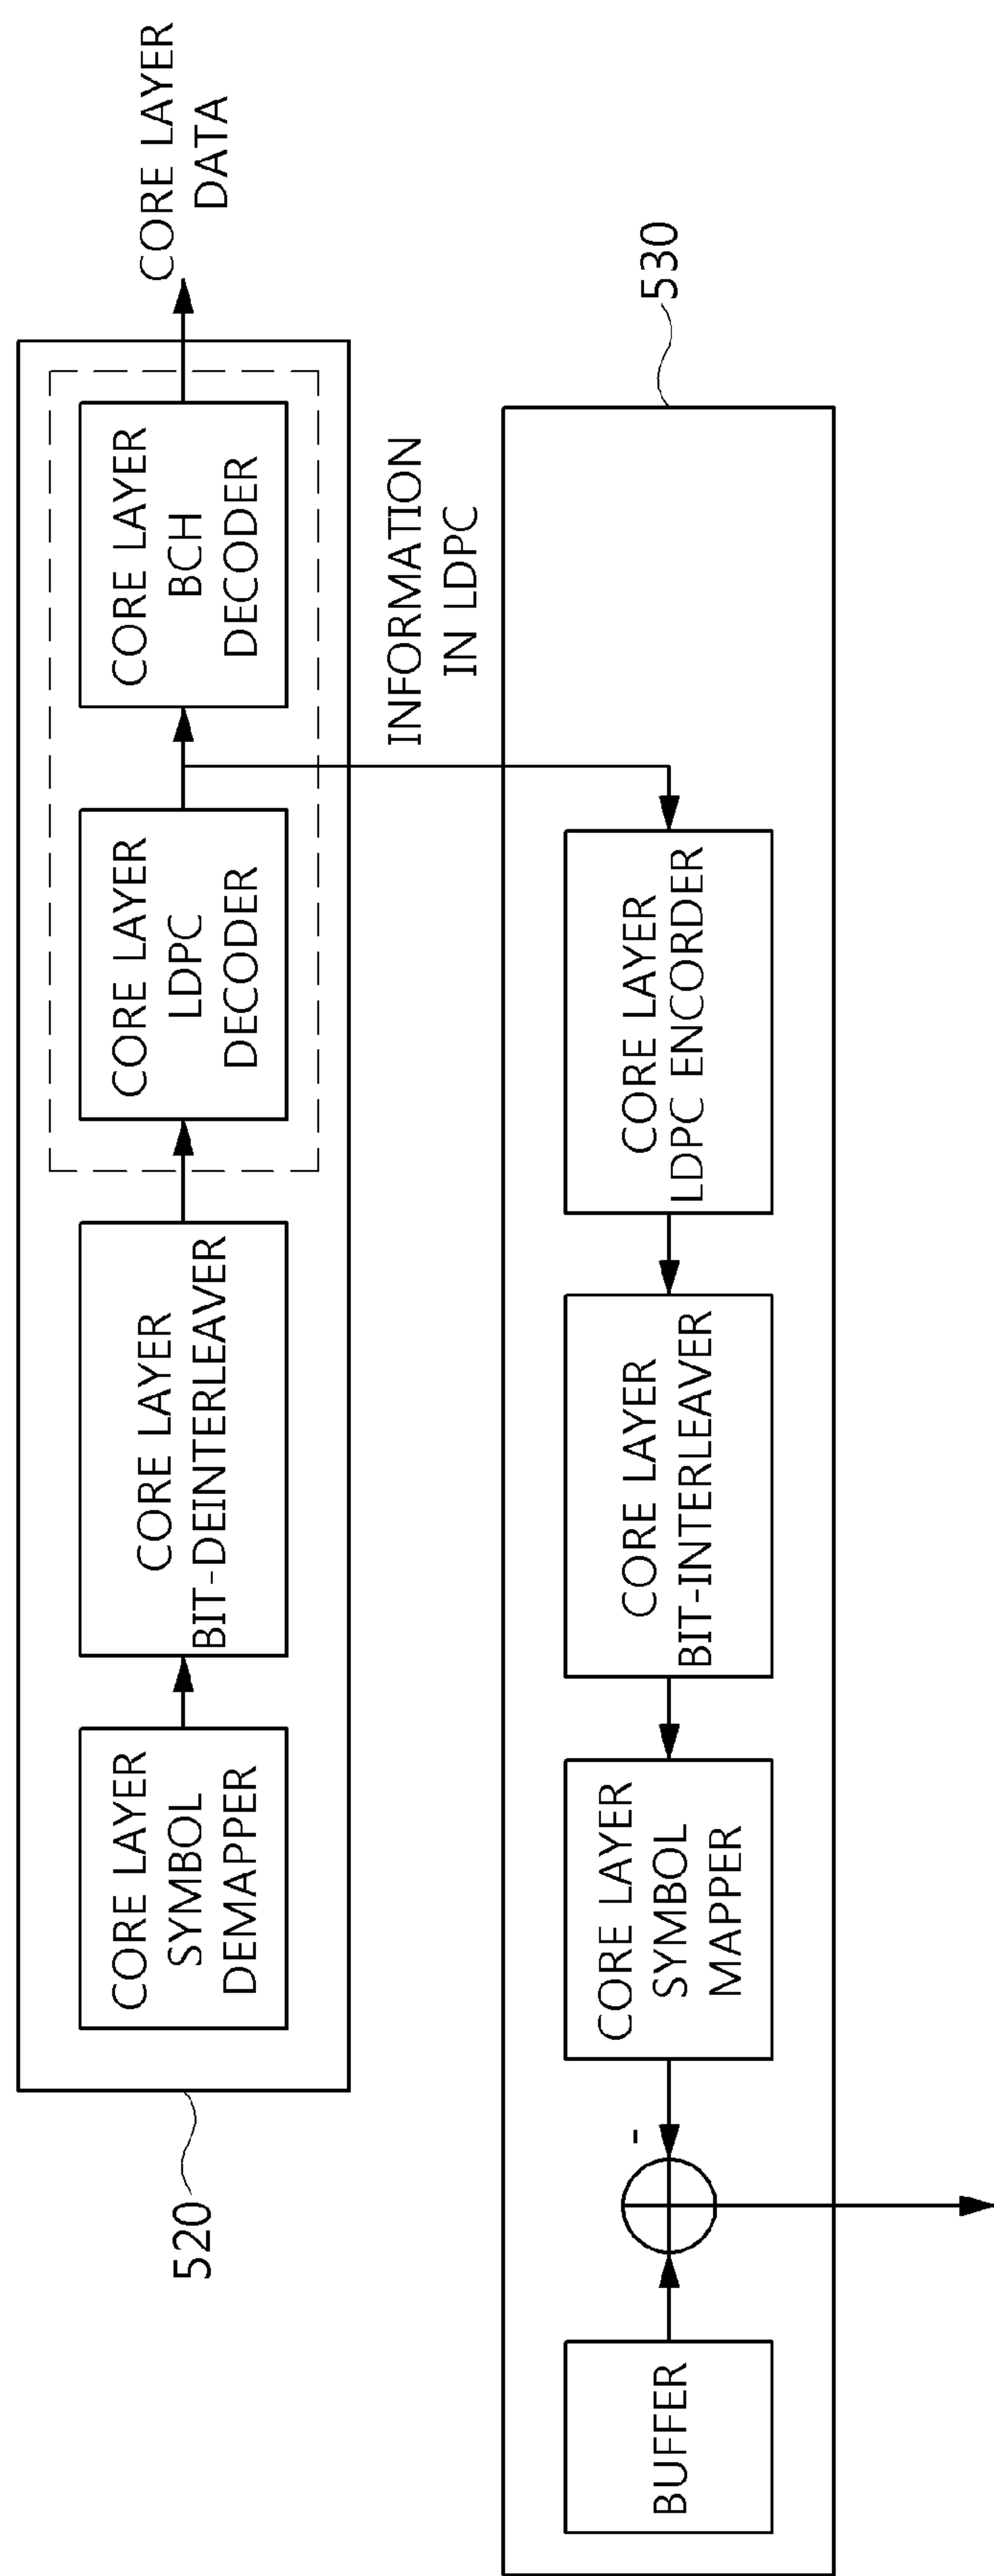 520
CORE LAYER
SYMBOL
DEMAPPER
CORE LAYER
BIT-DEINTERLEAVER
CORE LAYER
LDPC
DECODER
CORE LAYER
BCH
DECODER
CORE LAYER
DATA
INFORMATION
IN LDPC
530
BUFFER
-
CORE LAYER
SYMBOL
MAPPER
CORE LAYER
BIT-INTERLEAVER
CORE LAYER
LDPC ENCORDER